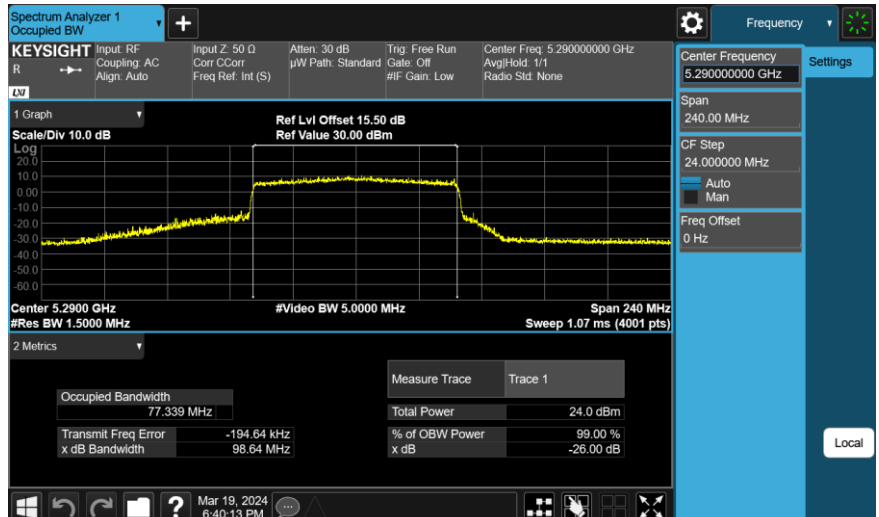 Spectrum Analyzer 1
Occupied BW
+
Frequency
KEYSIGHT
R
LXI
Input: RF
Coupling: AC
Align: Auto
Input Z: 50 Ω
Corr CCorr
Freq Ref: Int (S)
Atten: 30 dB
µW Path: Standard
Trig: Free Run
Gate: Off
#IF Gain: Low
Center Freq: 5.290000000 GHz
Avg|Hold: 1/1
Radio Std: None
Center Frequency
5.290000000 GHz
Settings
Span
240.00 MHz
CF Step
24.000000 MHz
Auto
Man
Freq Offset
0 Hz
Local
1 Graph
Scale/Div 10.0 dB
Ref Lvl Offset 15.50 dB
Ref Value 30.00 dBm
Log
20.0
10.0
0.00
-10.0
-20.0
-30.0
-40.0
-50.0
-60.0
Center 5.2900 GHz
#Video BW 5.0000 MHz
Span 240 MHz
#Res BW 1.5000 MHz
Sweep 1.07 ms (4001 pts)
2 Metrics
Measure Trace
Trace 1
Occupied Bandwidth
77.339 MHz
Total Power
24.0 dBm
Transmit Freq Error
-194.64 kHz
% of OBW Power
99.00 %
x dB Bandwidth
98.64 MHz
x dB
-26.00 dB
?
Mar 19, 2024
6:40:13 PM